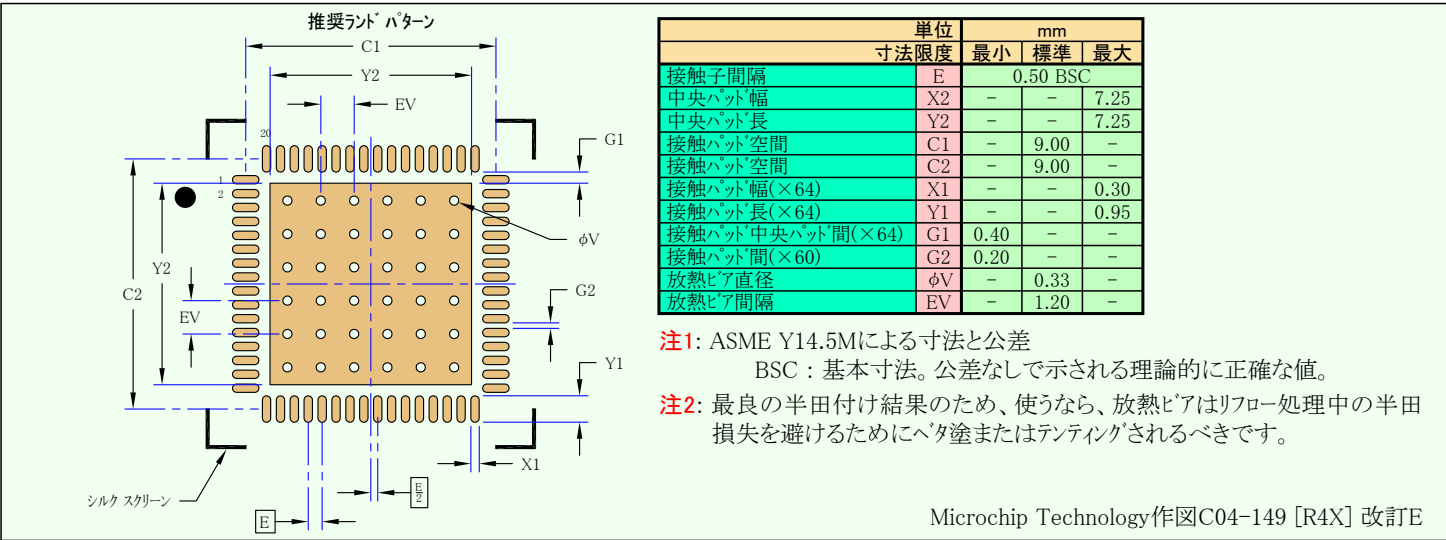 推奨ランドパターン
C1
Y2
EV
20
G1
1
2
φV
Y2
C2
EV
G2
Y1
X1
E/2
E
シルク スクリーン
単位 mm
寸法限度 最小 標準 最大
接触子間隔 E 0.50 BSC
中央パッド幅 X2 - - 7.25
中央パッド長 Y2 - - 7.25
接触パッド空間 C1 - 9.00 -
接触パッド空間 C2 - 9.00 -
接触パッド幅(×64) X1 - - 0.30
接触パッド長(×64) Y1 - - 0.95
接触パッド中央パッド間(×64) G1 0.40 - -
接触パッド間(×60) G2 0.20 - -
放熱ビア直径 φV - 0.33 -
放熱ビア間隔 EV - 1.20 -
注1: ASME Y14.5Mによる寸法と公差
BSC : 基本寸法。公差なしで示される理論的に正確な値。
注2: 最良の半田付け結果のため、使うなら、放熱ビアはリフロー処理中の半田
損失を避けるためにベタ塗またはテンティングされるべきです。
Microchip Technology作図C04-149 [R4X] 改訂E